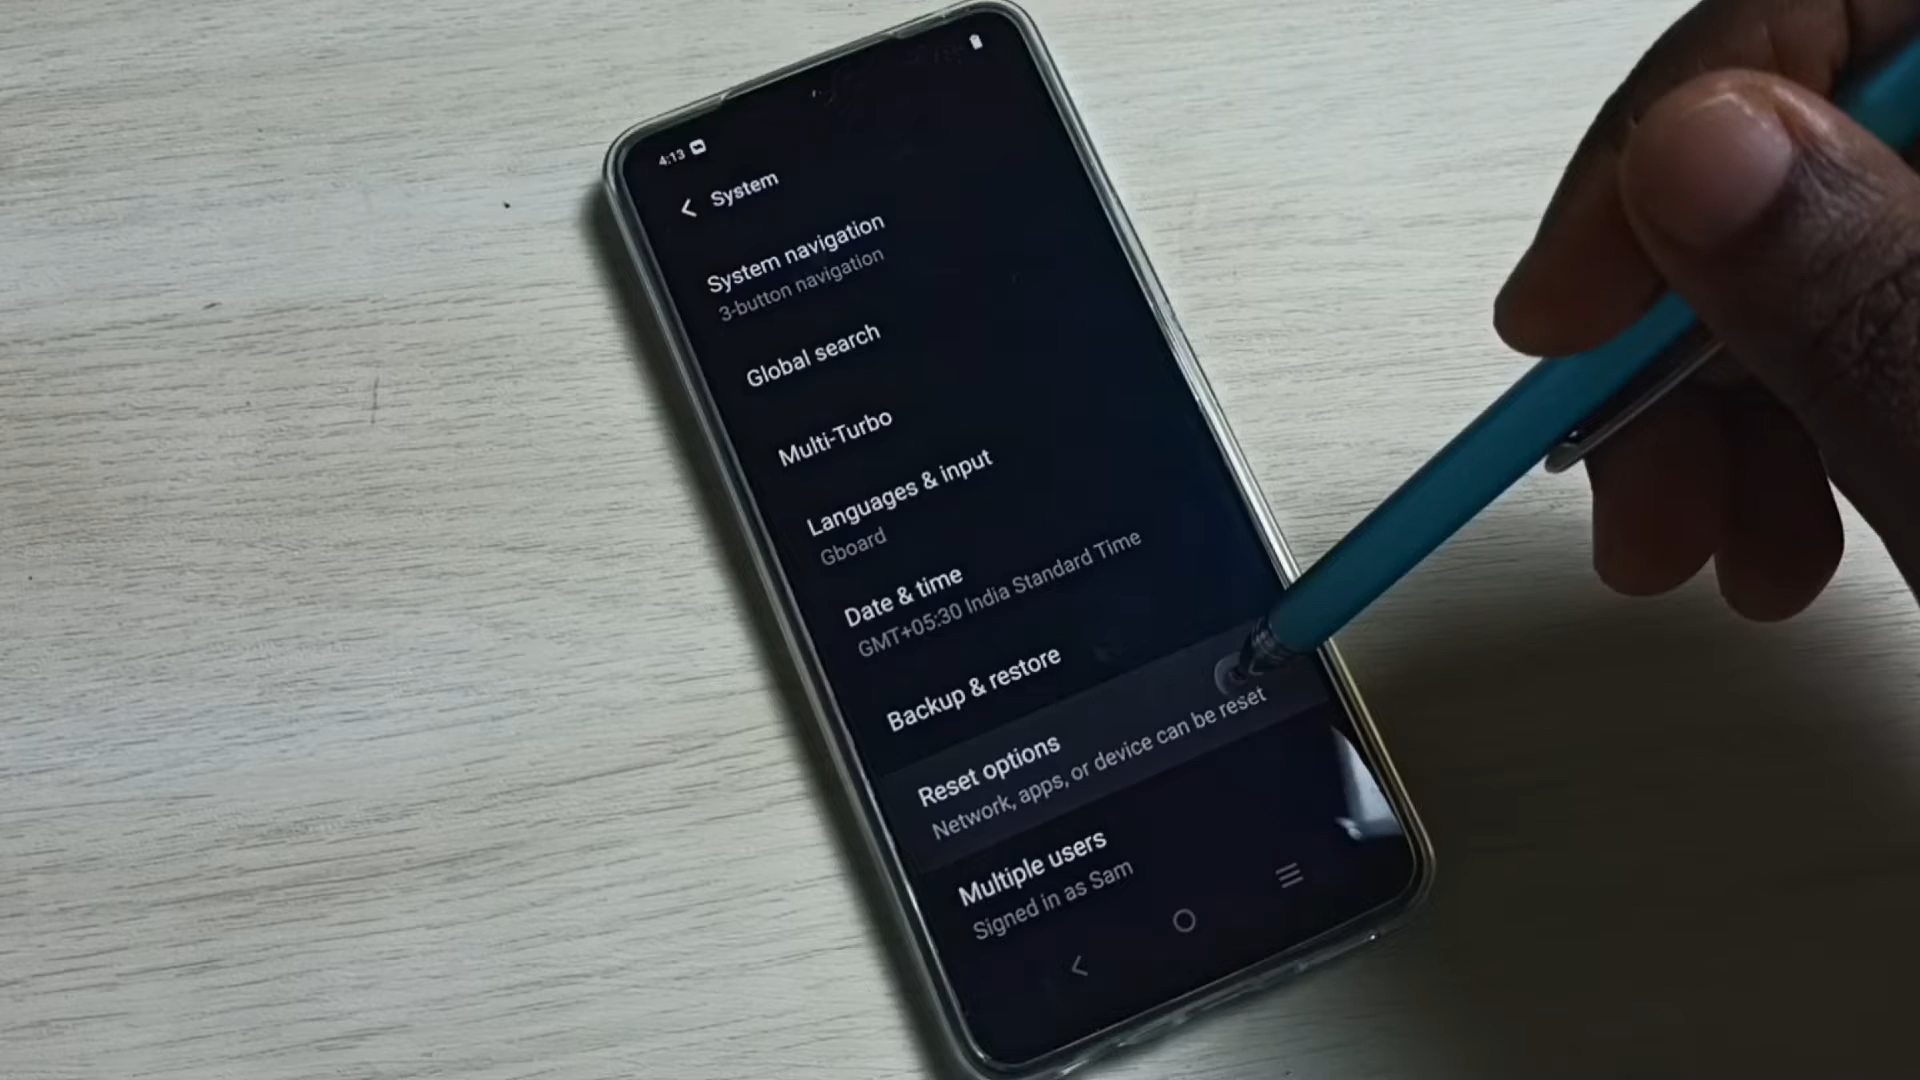 4:13
System
System navigation
3-button navigation
Global search
Multi-Turbo
Languages & input
Gboard
Date & time
GMT+05:30 India Standard Time
Backup & restore
Reset options
Network, apps, or device can be reset
Multiple users
Signed in as Sam